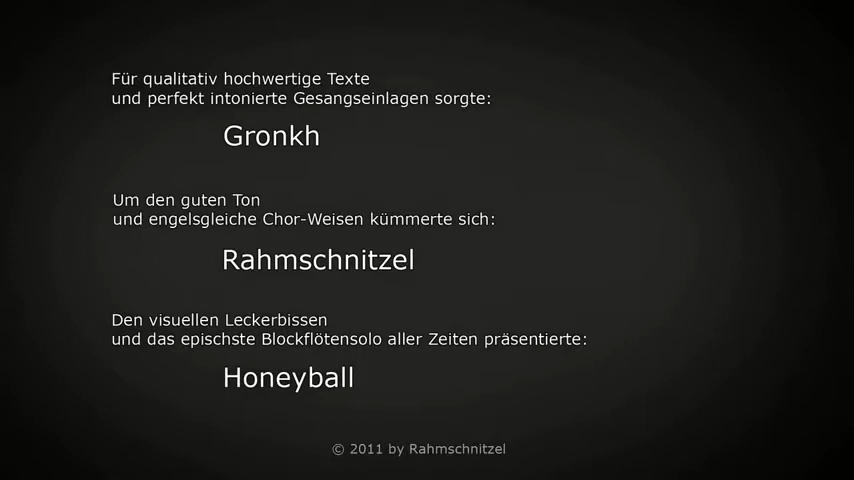 Für qualitativ hochwertige Texte
und perfekt intonierte Gesangseinlagen sorgte:
Gronkh
Um den guten Ton
und engelsgleiche Chor-Weisen kümmerte sich:
Rahmschnitzel
Den visuellen Leckerbissen
und das epischste Blockflötensolo aller Zeiten präsentierte:
Honeyball
© 2011 by Rahmschnitzel